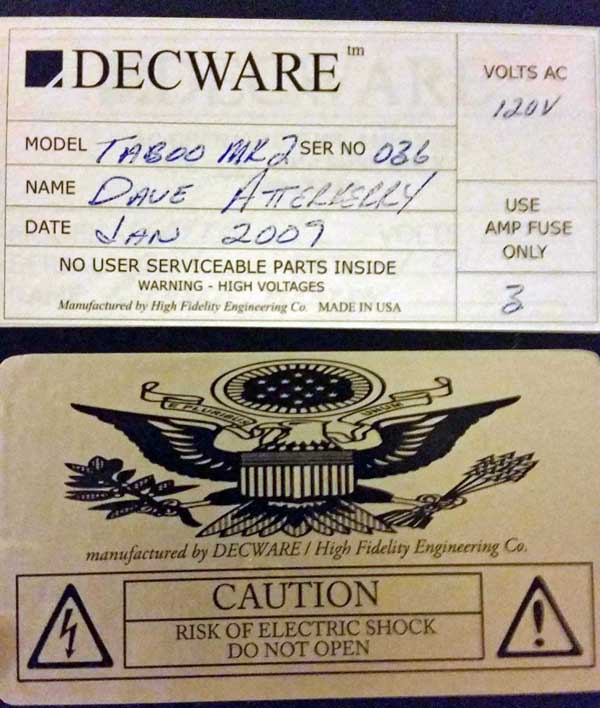 DECWARE tm
VOLTS AC
120V
MODEL TABOO MK 2 SER NO 036
NAME DAVE ATTERBERRY
DATE JAN 2009
USE
AMP FUSE
ONLY
3
NO USER SERVICEABLE PARTS INSIDE
WARNING - HIGH VOLTAGES
Manufactured by High Fidelity Engineering Co. MADE IN USA
E PLURIBUS UNUM
manufactured by DECWARE / High Fidelity Engineering Co.
CAUTION
RISK OF ELECTRIC SHOCK
DO NOT OPEN